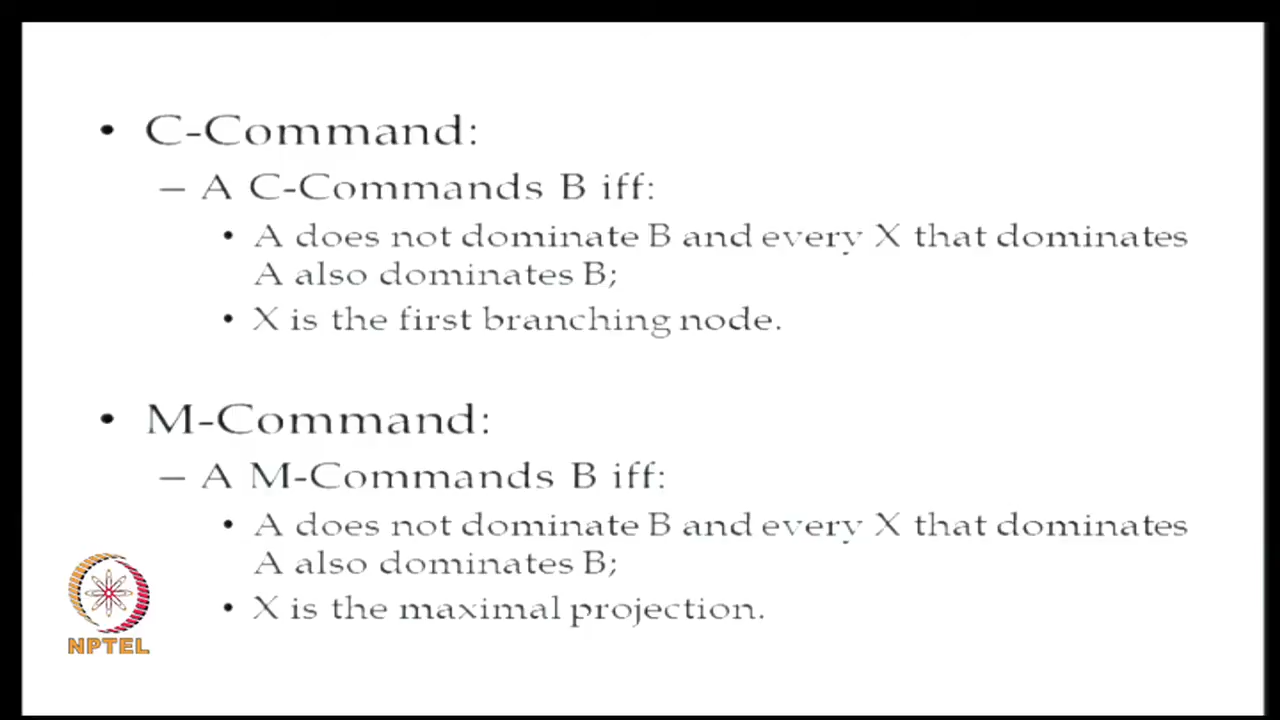 • C-Command:
– A C-Commands B iff:
• A does not dominate B and every X that dominates
A also dominates B;
• X is the first branching node.
• M-Command:
– A M-Commands B iff:
• A does not dominate B and every X that dominates
A also dominates B;
• X is the maximal projection.
NPTEL